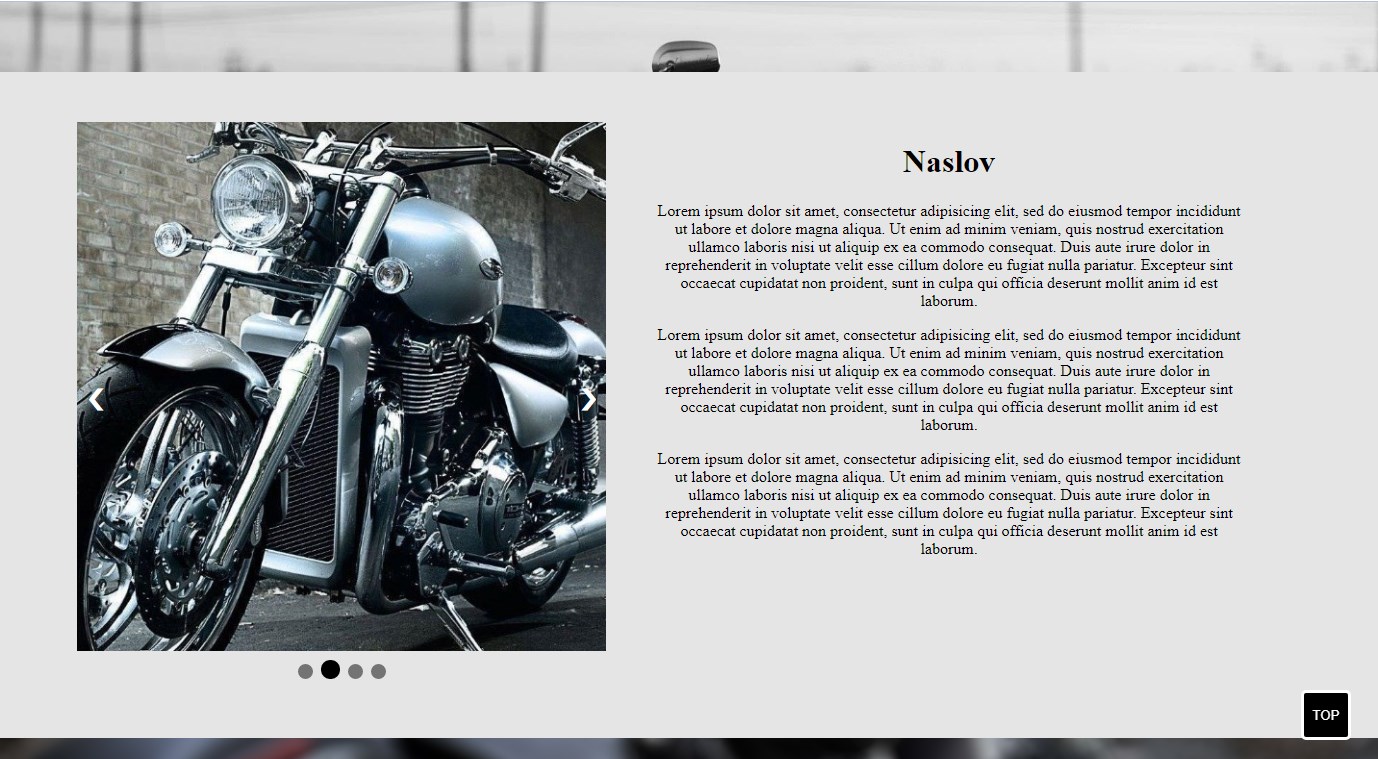 Naslov
Lorem ipsum dolor sit amet, consectetur adipisicing elit, sed do eiusmod tempor incididunt
ut labore et dolore magna aliqua. Ut enim ad minim veniam, quis nostrud exercitation
ullamco laboris nisi ut aliquip ex ea commodo consequat. Duis aute irure dolor in
reprehenderit in voluptate velit esse cillum dolore eu fugiat nulla pariatur. Excepteur sint
occaecat cupidatat non proident, sunt in culpa qui officia deserunt mollit anim id est
laborum.
Lorem ipsum dolor sit amet, consectetur adipisicing elit, sed do eiusmod tempor incididunt
ut labore et dolore magna aliqua. Ut enim ad minim veniam, quis nostrud exercitation
ullamco laboris nisi ut aliquip ex ea commodo consequat. Duis aute irure dolor in
reprehenderit in voluptate velit esse cillum dolore eu fugiat nulla pariatur. Excepteur sint
occaecat cupidatat non proident, sunt in culpa qui officia deserunt mollit anim id est
laborum.
Lorem ipsum dolor sit amet, consectetur adipisicing elit, sed do eiusmod tempor incididunt
ut labore et dolore magna aliqua. Ut enim ad minim veniam, quis nostrud exercitation
ullamco laboris nisi ut aliquip ex ea commodo consequat. Duis aute irure dolor in
reprehenderit in voluptate velit esse cillum dolore eu fugiat nulla pariatur. Excepteur sint
occaecat cupidatat non proident, sunt in culpa qui officia deserunt mollit anim id est
laborum.
TOP